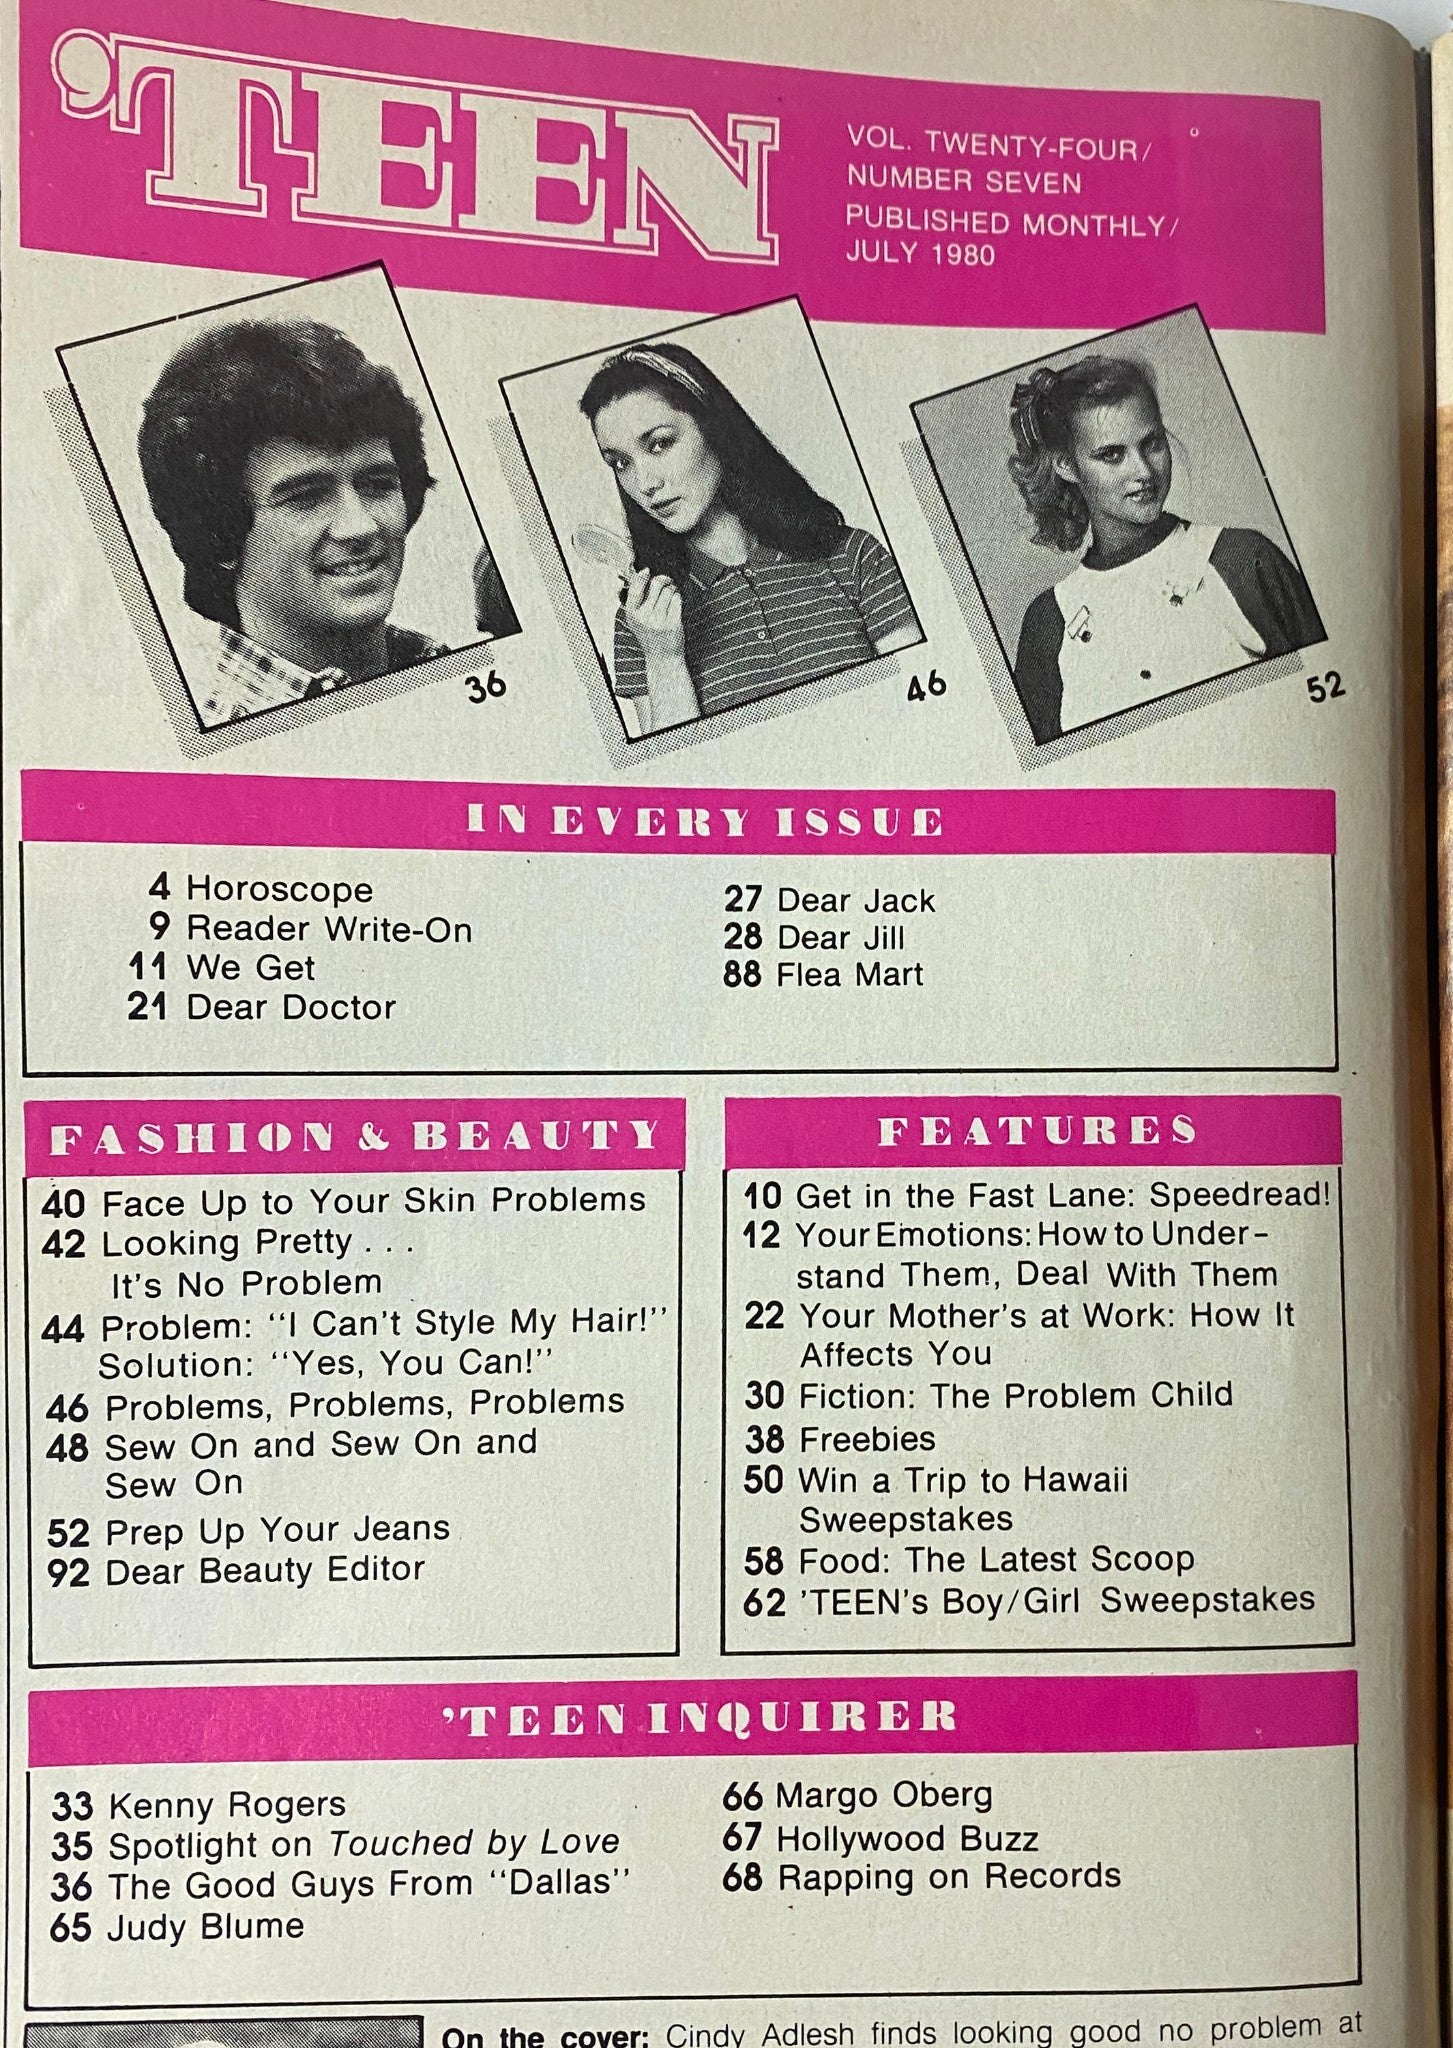 'TEEN
VOL. TWENTY-FOUR/
NUMBER SEVEN
PUBLISHED MONTHLY/
JULY 1980
36
46
52
IN EVERY ISSUE
4 Horoscope
9 Reader Write-On
11 We Get
21 Dear Doctor
27 Dear Jack
28 Dear Jill
88 Flea Mart
FASHION & BEAUTY
40 Face Up to Your Skin Problems
42 Looking Pretty . . .
It's No Problem
44 Problem: "I Can't Style My Hair!"
Solution: "Yes, You Can!"
46 Problems, Problems, Problems
48 Sew On and Sew On and
Sew On
52 Prep Up Your Jeans
92 Dear Beauty Editor
FEATURES
10 Get in the Fast Lane: Speedread!
12 Your Emotions: How to Under-
stand Them, Deal With Them
22 Your Mother's at Work: How It
Affects You
30 Fiction: The Problem Child
38 Freebies
50 Win a Trip to Hawaii
Sweepstakes
58 Food: The Latest Scoop
62 'TEEN's Boy/Girl Sweepstakes
'TEEN INQUIRER
33 Kenny Rogers
35 Spotlight on Touched by Love
36 The Good Guys From "Dallas"
65 Judy Blume
66 Margo Oberg
67 Hollywood Buzz
68 Rapping on Records
On the cover: Cindy Adlesh finds looking good no problem at